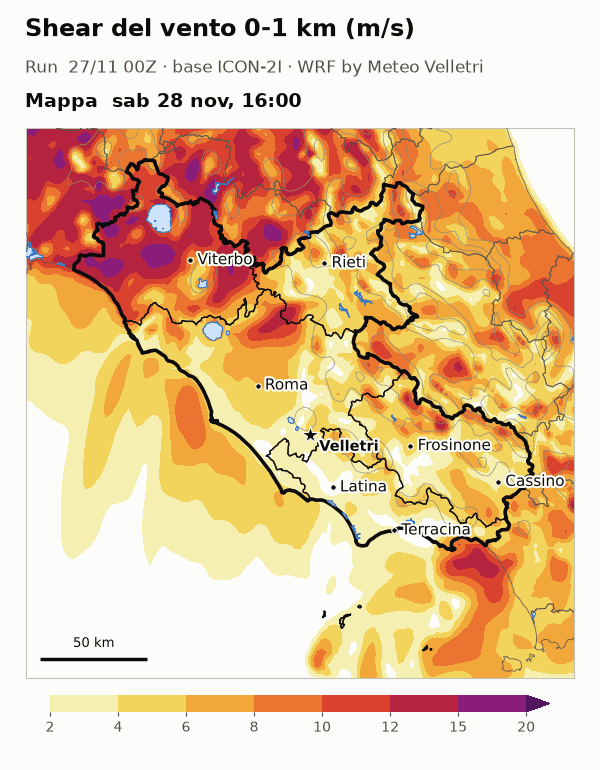 Shear del vento 0-1 km (m/s)
Run  27/11 00Z · base ICON-2I · WRF by Meteo Velletri
Mappa  sab 28 nov, 16:00
Viterbo
Rieti
Roma
Velletri
Frosinone
Latina
Cassino
Terracina
50 km
2 4 6 8 10 12 15 20